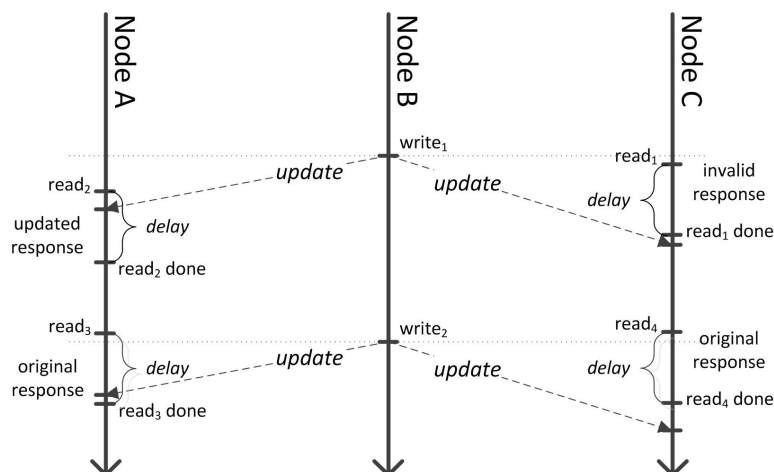 Node A
Node B
Node C
write₁
read₁
update
update
invalid
response
read₂
delay
updated
response
delay
read₁ done
read₂ done
read₃
write₂
read₄
update
update
original
response
original
response
delay
delay
read₃ done
read₄ done